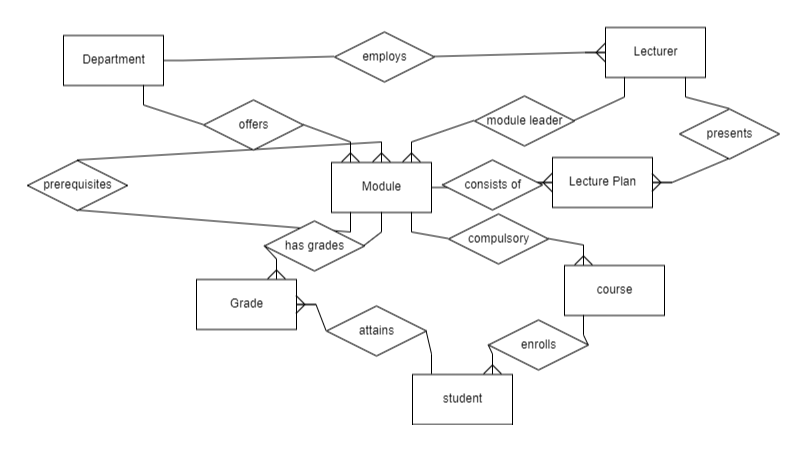 Department
employs
Lecturer
offers
module leader
presents
prerequisites
Module
consists of
Lecture Plan
has grades
compulsory
Grade
course
attains
enrolls
student